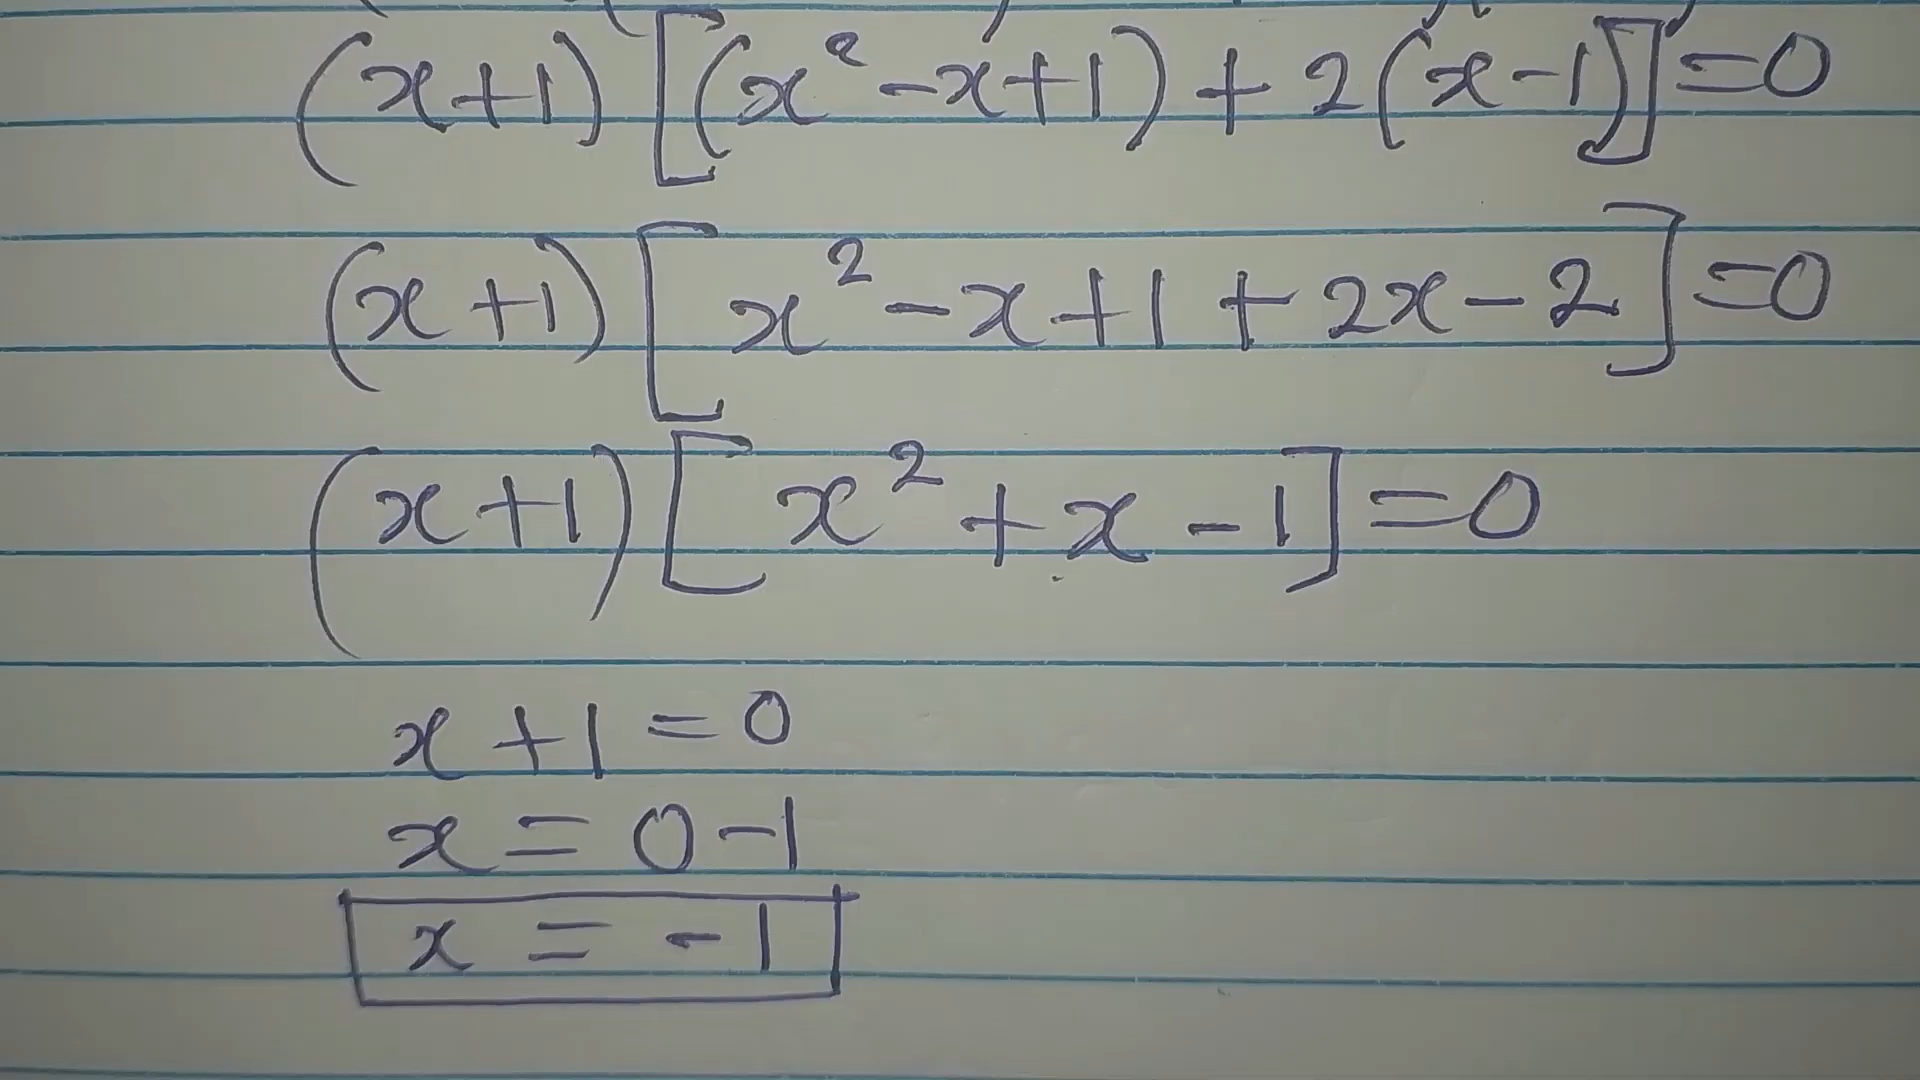 (x+1) [(x²-x+1) + 2(x-1)] = 0
(x+1) [x²-x+1+2x-2] = 0
(x+1) [x²+x-1] = 0
x+1 = 0
x = 0-1
x = -1